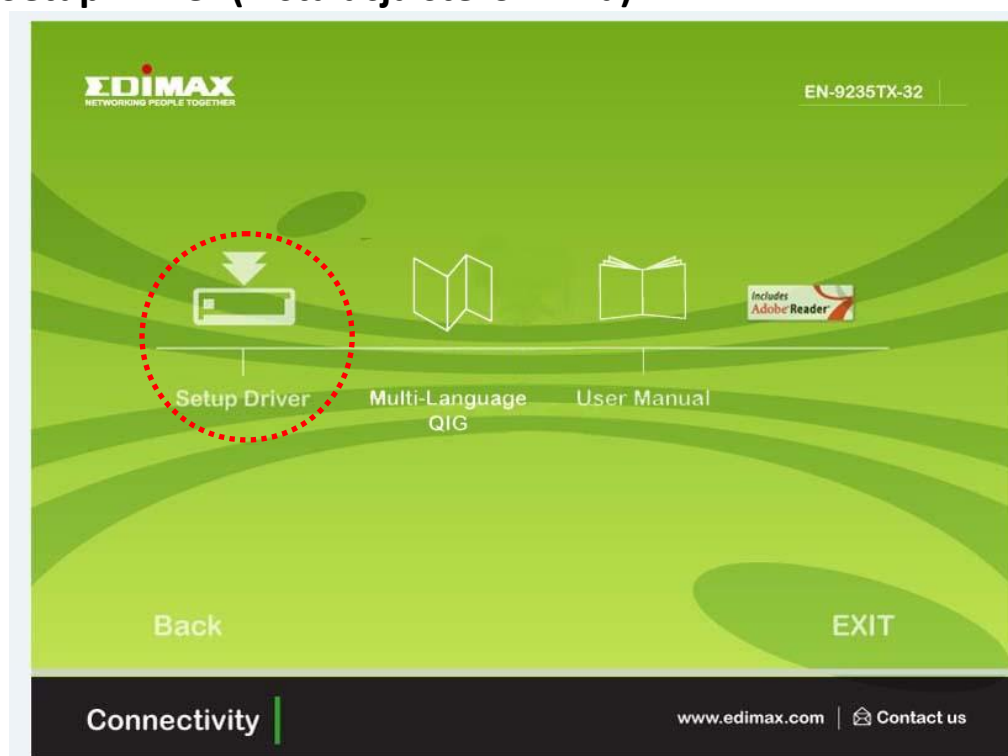 EDIMAX
NETWORKING PEOPLE TOGETHER
EN-9235TX-32
Includes
Adobe Reader
Setup Driver
Multi-Language
QIG
User Manual
Back
EXIT
Connectivity
www.edimax.com
Contact us